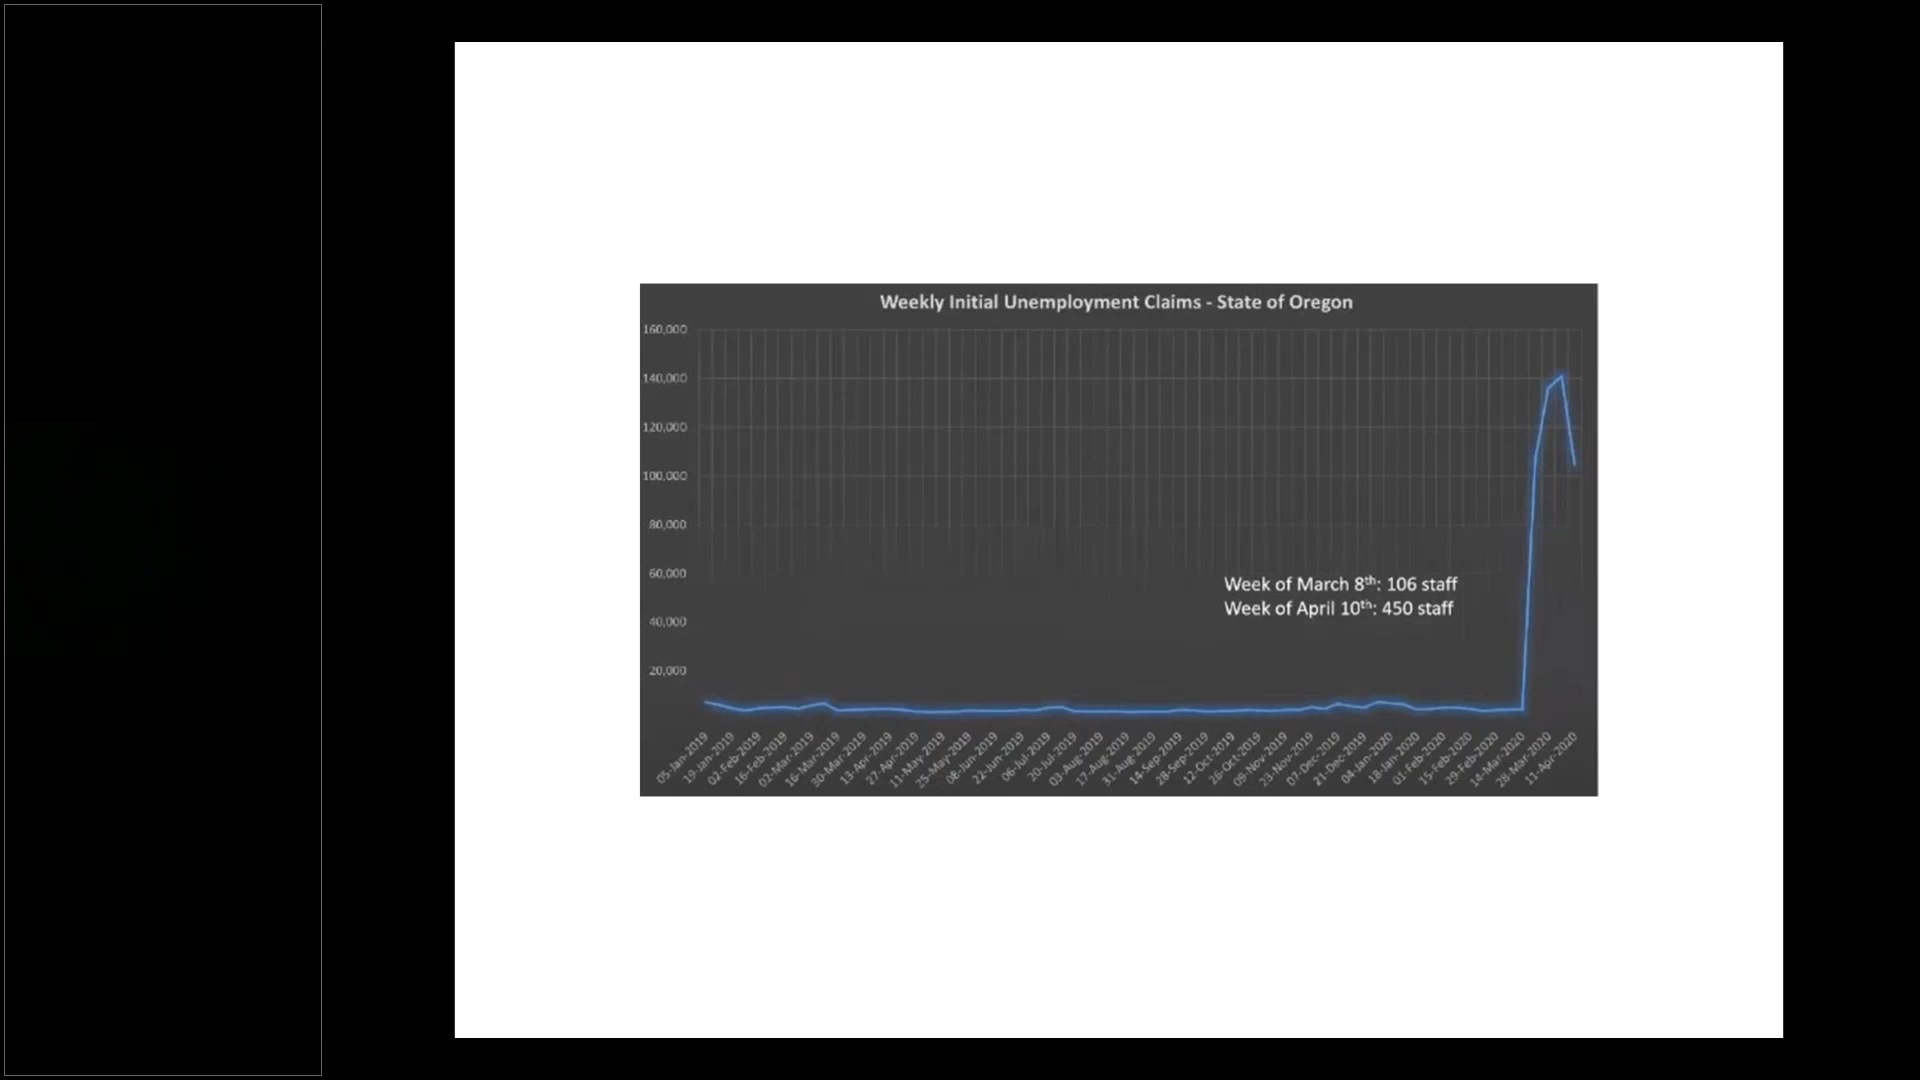 Weekly Initial Unemployment Claims - State of Oregon
160,000
140,000
120,000
100,000
80,000
60,000
40,000
20,000
Week of March 8th: 106 staff
Week of April 10th: 450 staff
05-Jan-2019
19-Jan-2019
02-Feb-2019
16-Feb-2019
02-Mar-2019
16-Mar-2019
30-Mar-2019
13-Apr-2019
27-Apr-2019
11-May-2019
25-May-2019
08-Jun-2019
22-Jun-2019
06-Jul-2019
20-Jul-2019
03-Aug-2019
17-Aug-2019
31-Aug-2019
14-Sep-2019
28-Sep-2019
12-Oct-2019
26-Oct-2019
09-Nov-2019
23-Nov-2019
07-Dec-2019
21-Dec-2019
04-Jan-2020
18-Jan-2020
01-Feb-2020
15-Feb-2020
29-Feb-2020
14-Mar-2020
28-Mar-2020
11-Apr-2020